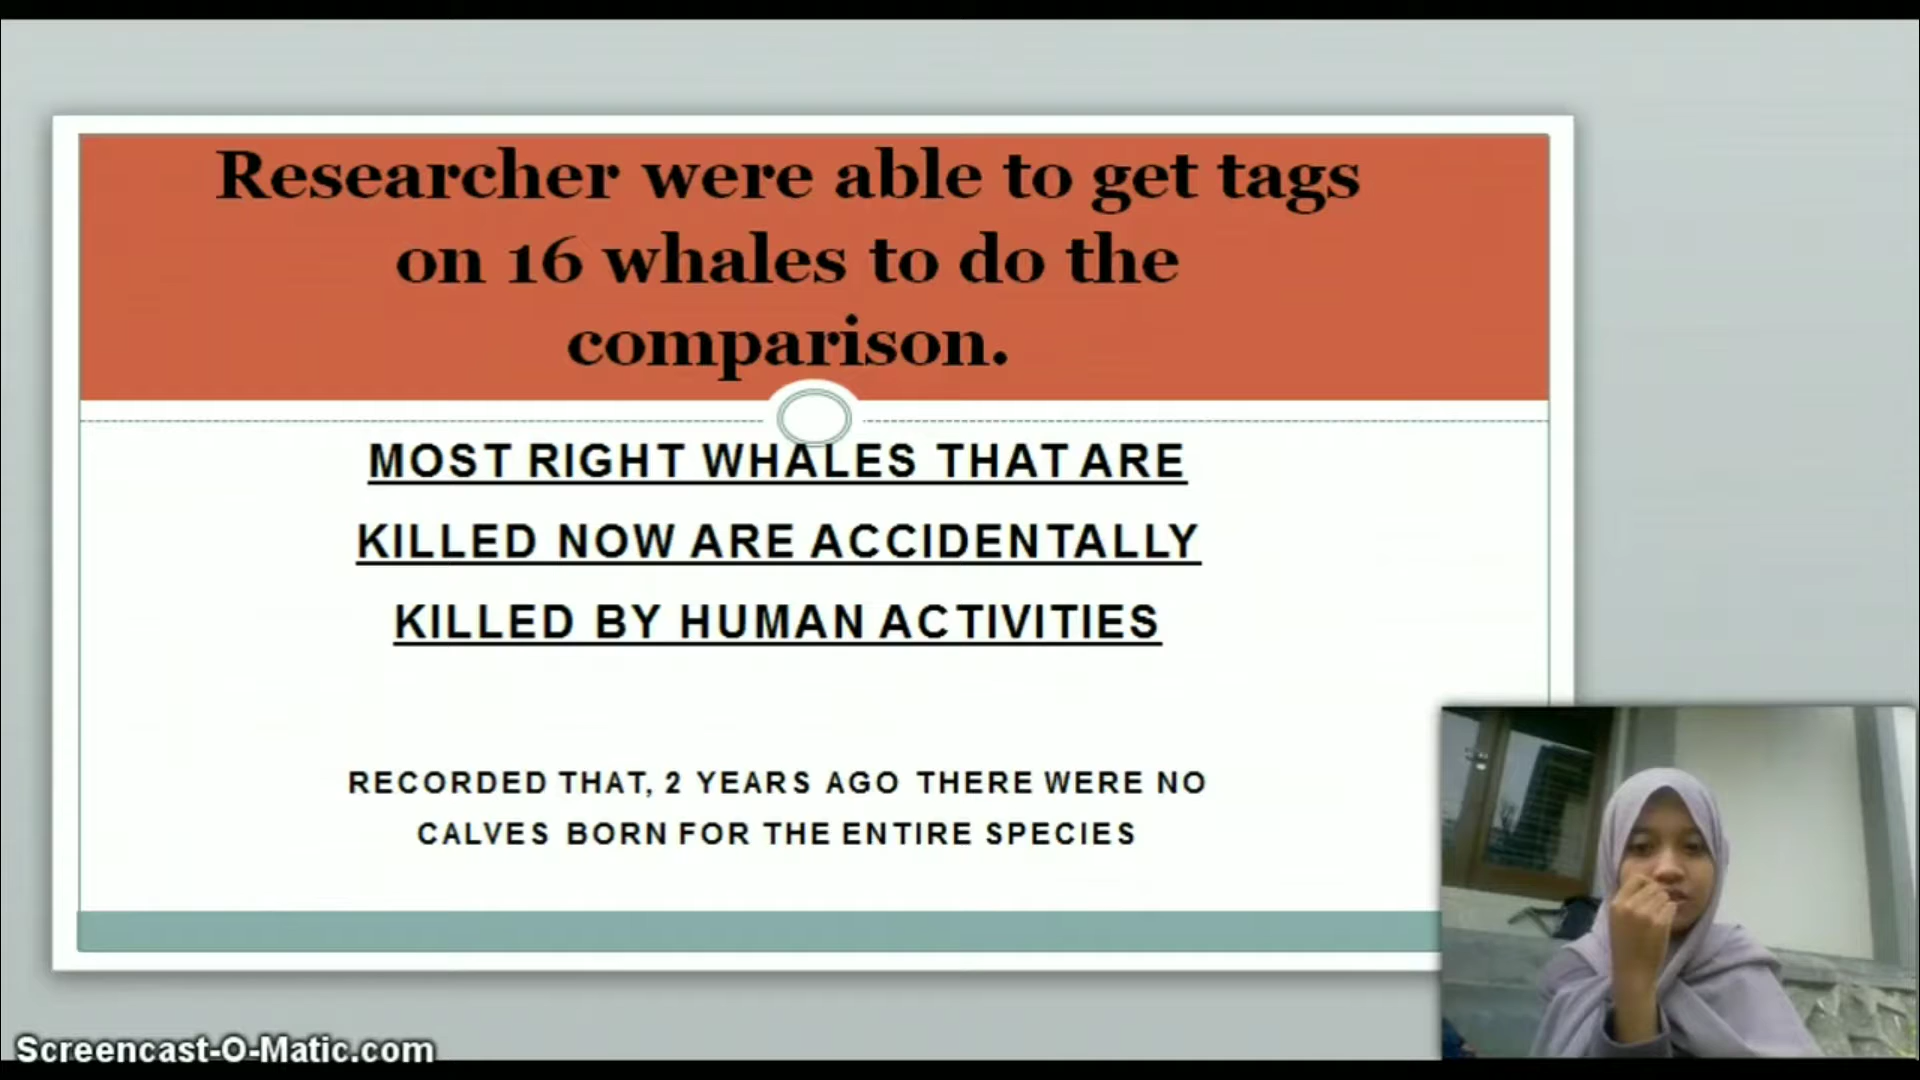 Researcher were able to get tags
on 16 whales to do the
comparison.
MOST RIGHT WHALES THAT ARE
KILLED NOW ARE ACCIDENTALLY
KILLED BY HUMAN ACTIVITIES
RECORDED THAT, 2 YEARS AGO THERE WERE NO
CALVES BORN FOR THE ENTIRE SPECIES
Screencast-O-Matic.com